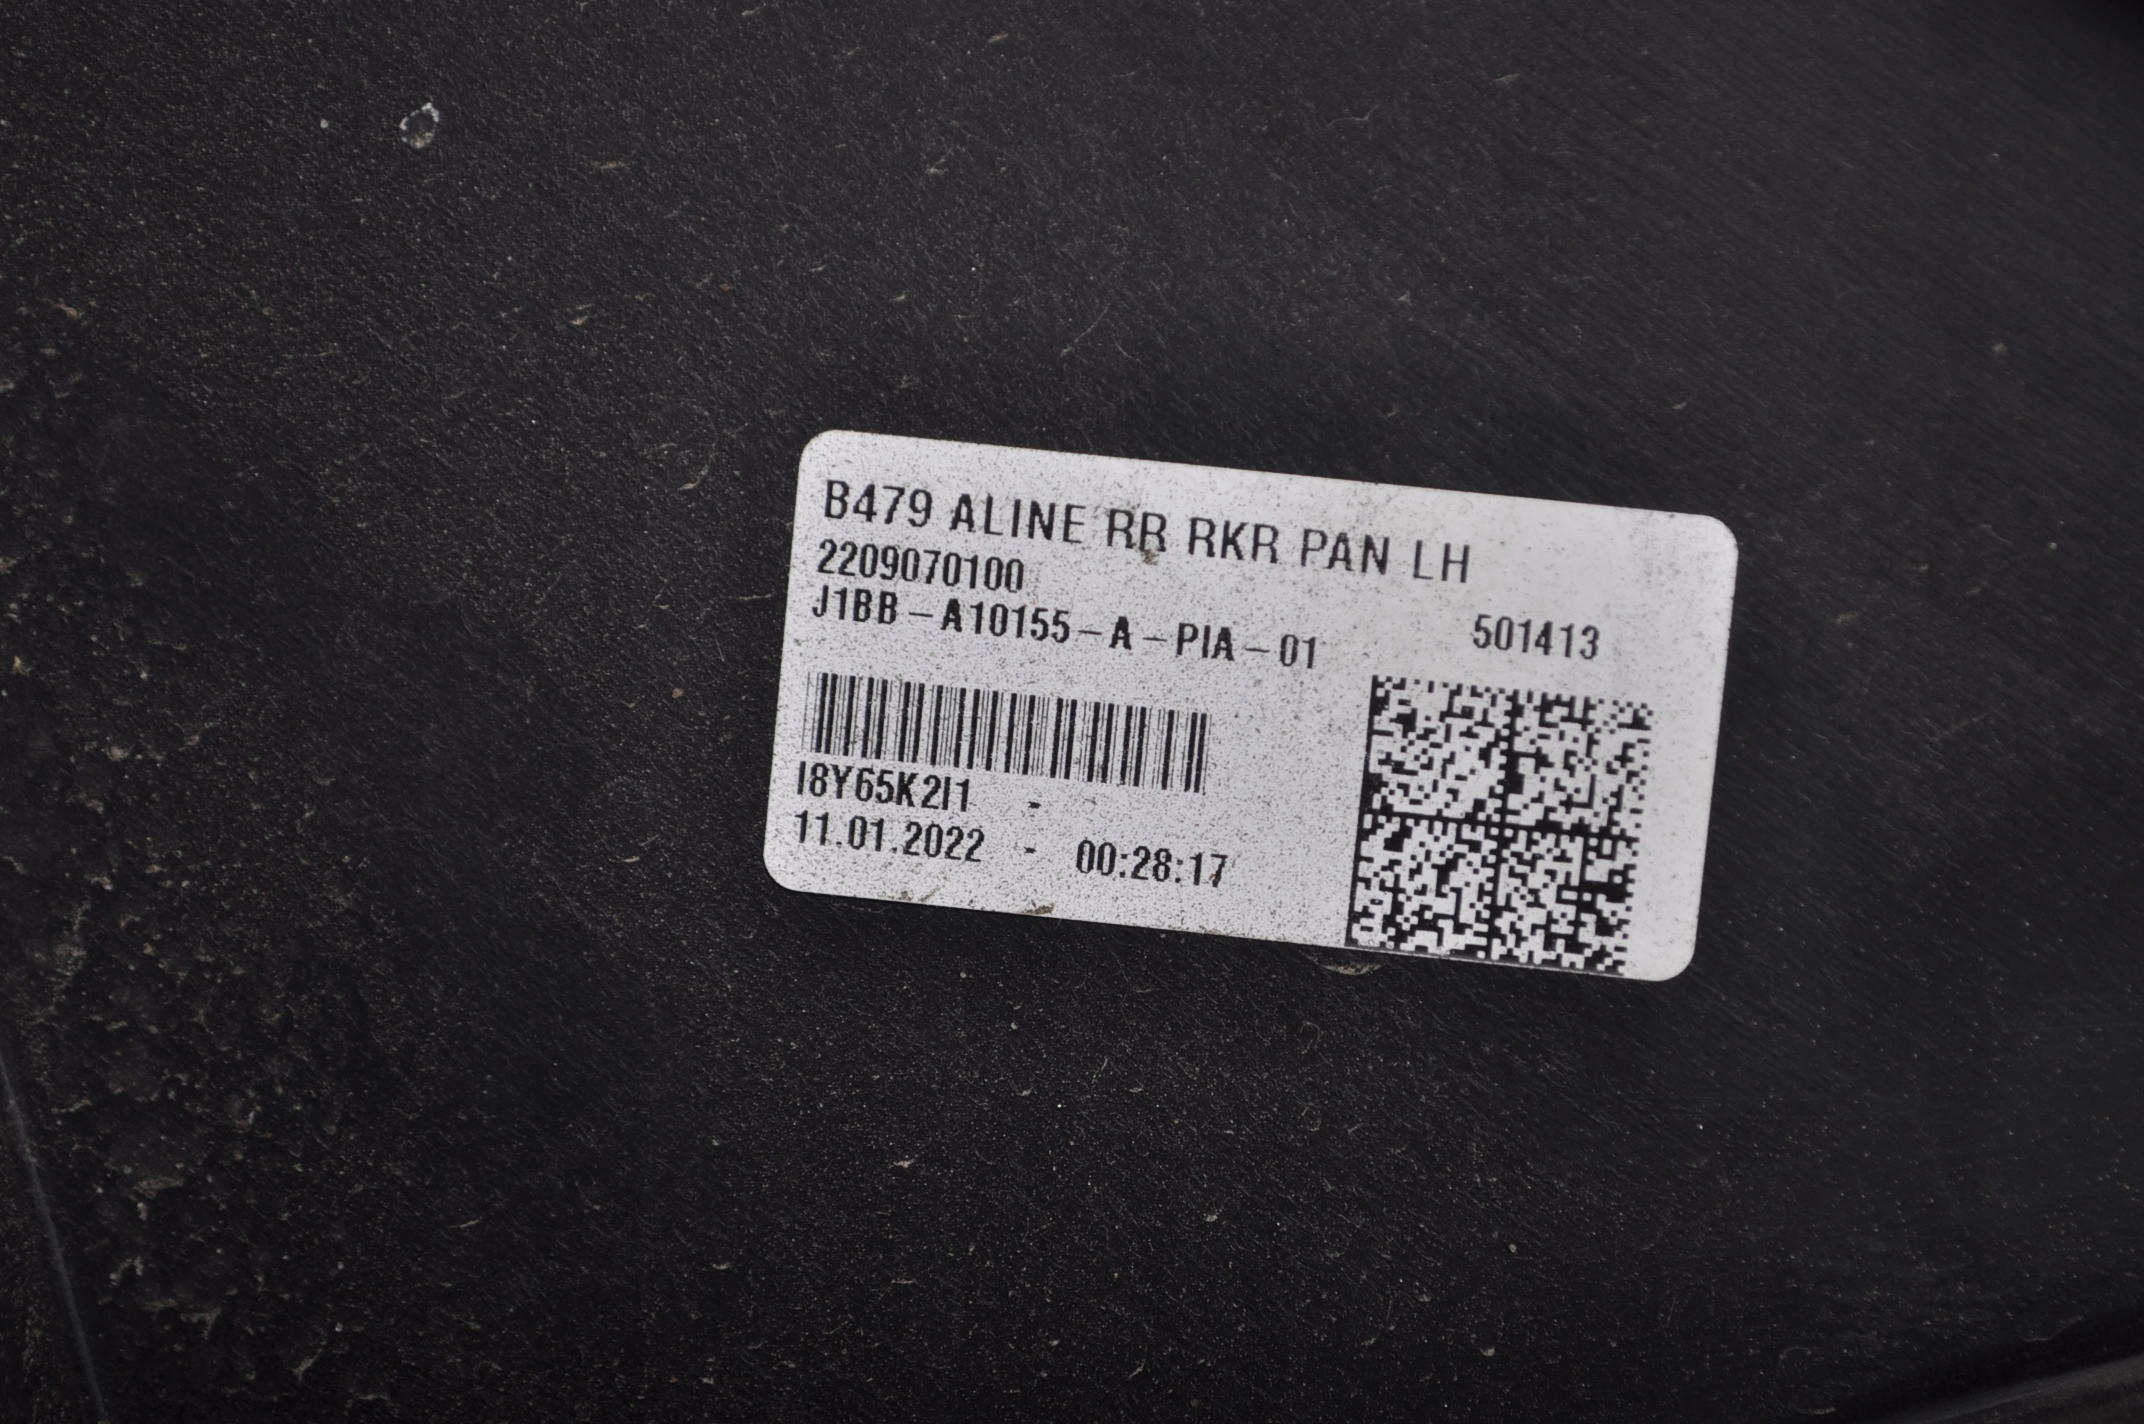 B479 ALINE RR RKR PAN LH
2209070100
J1BB-A10155-A-PIA-01
501413
I8Y65K2I1 -
11.01.2022 - 00:28:17